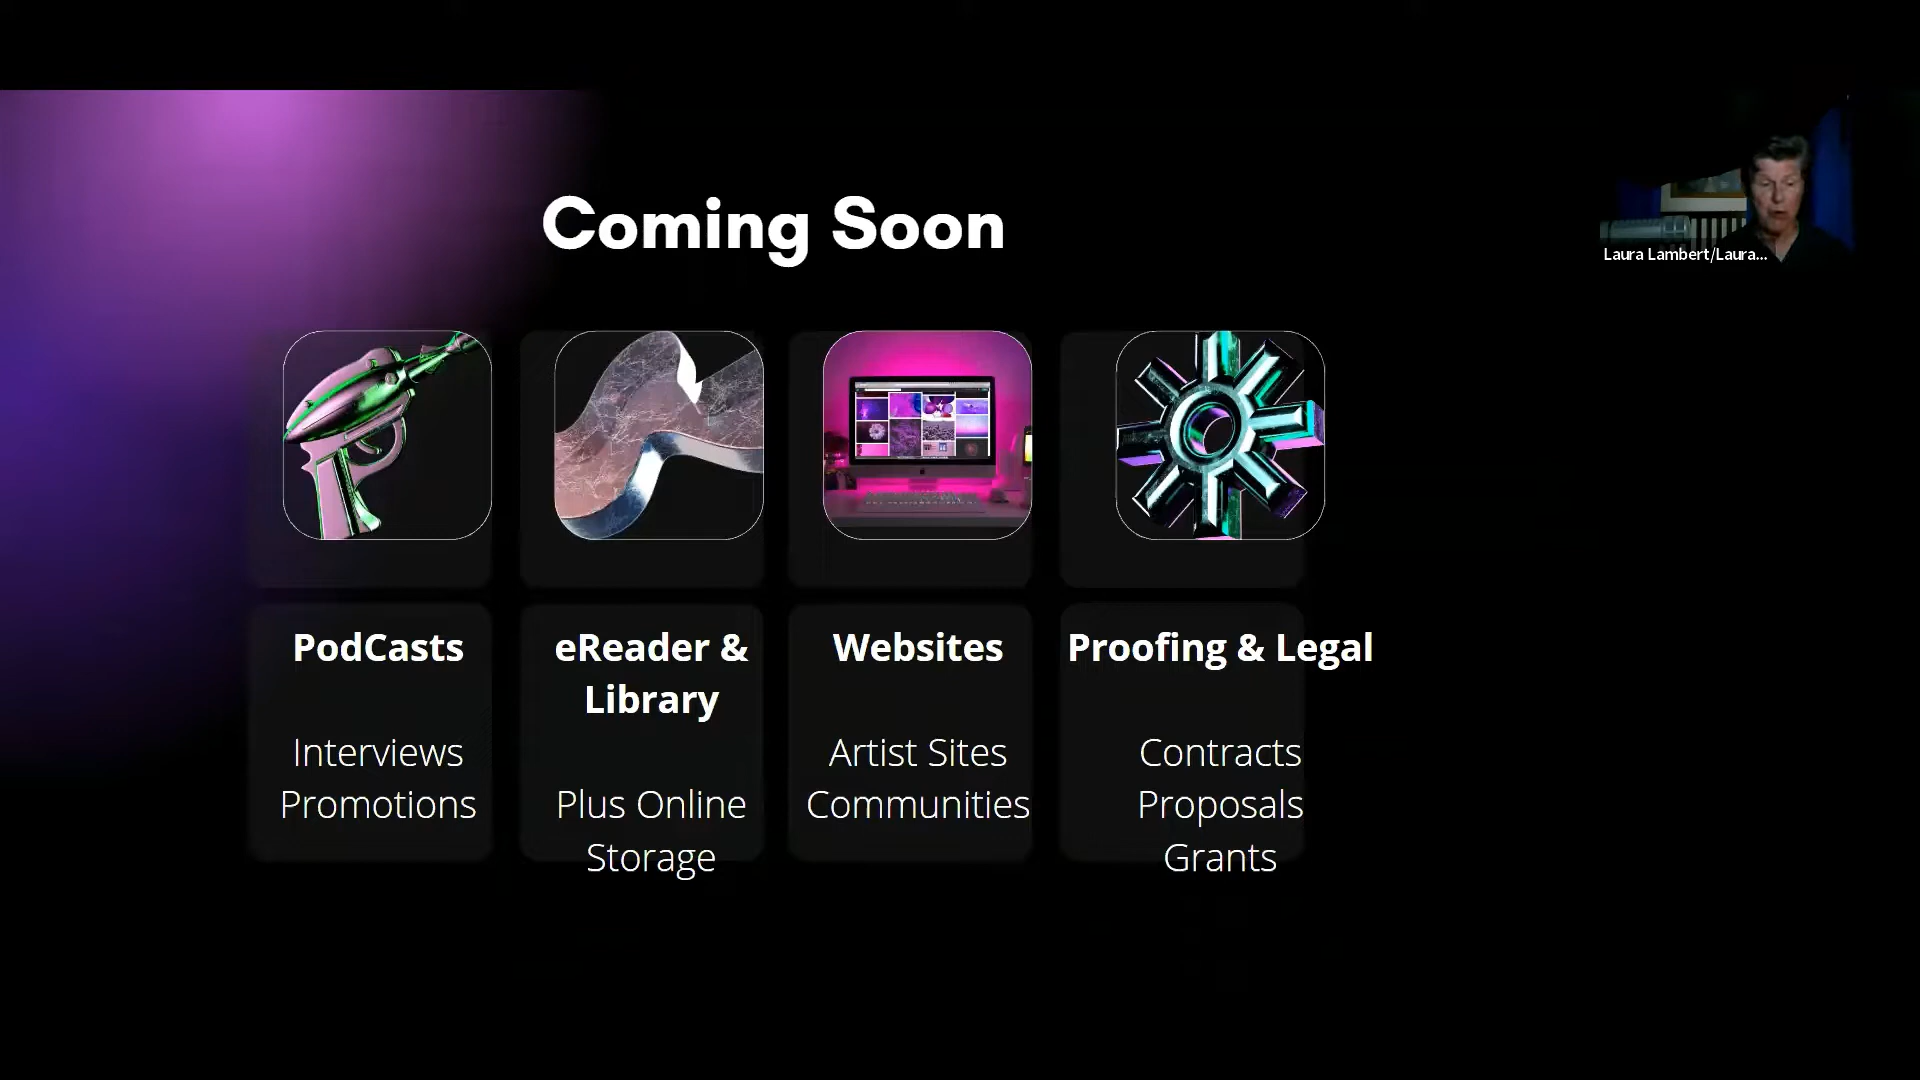 Coming Soon
Laura Lambert/Laura...
PodCasts
Interviews
Promotions
eReader &
Library
Plus Online
Storage
Websites
Artist Sites
Communities
Proofing & Legal
Contracts
Proposals
Grants